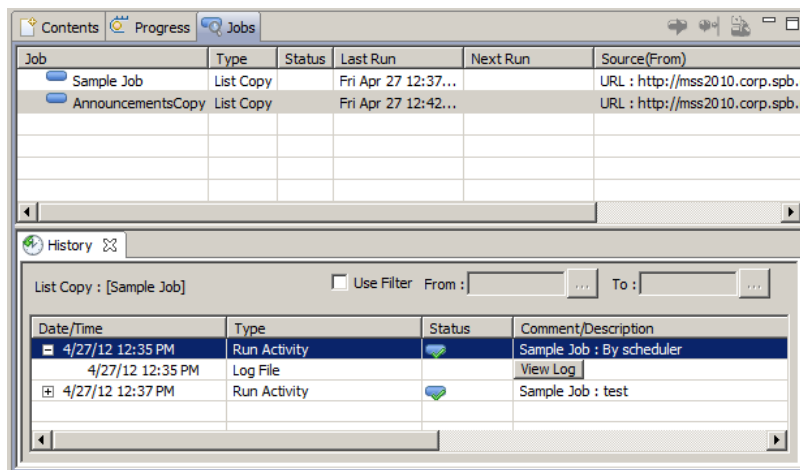 Contents Progress Jobs
Job Type Status Last Run Next Run Source(From)
Sample Job List Copy Fri Apr 27 12:37... URL : http://mss2010.corp.spb.
AnnouncementsCopy List Copy Fri Apr 27 12:42... URL : http://mss2010.corp.spb.
History
List Copy : [Sample Job] Use Filter From : ... To : ...
Date/Time Type Status Comment/Description
4/27/12 12:35 PM Run Activity Sample Job : By scheduler
4/27/12 12:35 PM Log File View Log
4/27/12 12:37 PM Run Activity Sample Job : test